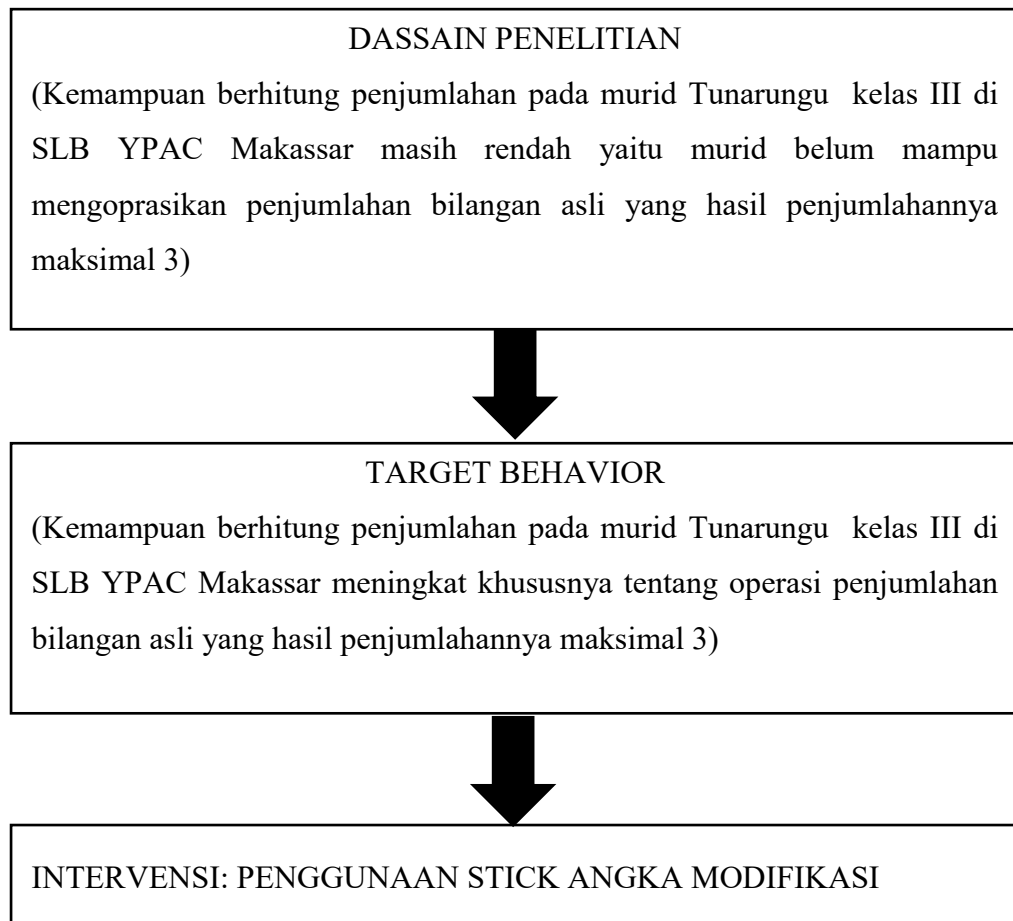 DASSAIN PENELITIAN
(Kemampuan berhitung penjumlahan pada murid Tunarungu kelas III di
SLB YPAC Makassar masih rendah yaitu murid belum mampu
mengoprasikan penjumlahan bilangan asli yang hasil penjumlahannya
maksimal 3)
TARGET BEHAVIOR
(Kemampuan berhitung penjumlahan pada murid Tunarungu kelas III di
SLB YPAC Makassar meningkat khususnya tentang operasi penjumlahan
bilangan asli yang hasil penjumlahannya maksimal 3)
INTERVENSI: PENGGUNAAN STICK ANGKA MODIFIKASI